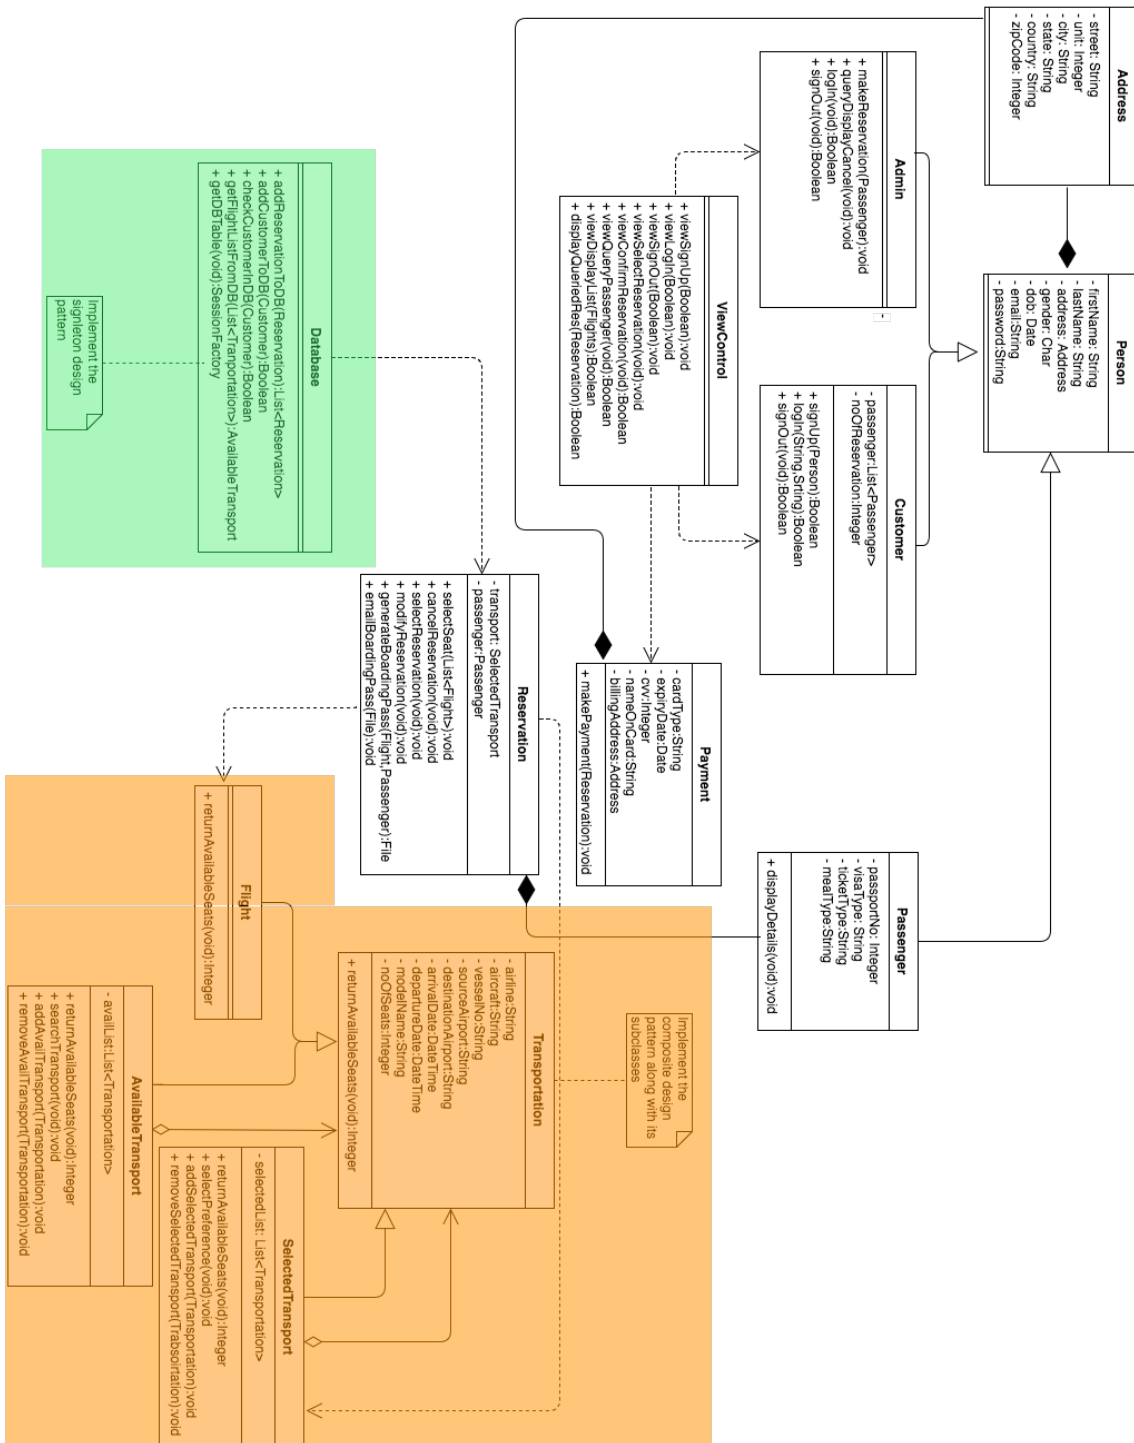 Address
- street: String
- unit: Integer
- city: String
- state: String
- country: String
- zipCode: Integer
Person
- firstName: String
- lastName: String
- address: Address
- gender: Char
- dob: Date
- email:String
- password:String
Admin
+ makeReservation(Passenger):void
+ queryDisplayCancel(void):void
+ logIn(void):Boolean
+ signOut(void):Boolean
-
Customer
- passenger:List<Passenger>
- noOfReservation:Integer
+ signUp(Person):Boolean
+ logIn(String,Srting):Boolean
+ signOut(void):Boolean
Passenger
- passportNo: Integer
- visaType: String
- ticketType:String
- mealType:String
+ displayDetails(void):void
ViewControl
+ viewSignUp(Boolean):void
+ viewLogIn(Boolean):void
+ viewSignOut(Boolean):void
+ viewSelectReservation(void):void
+ viewConfirmReservation(void):Boolean
+ viewQueryPassenger(void):Boolean
+ viewDisplayList(Flights):Boolean
+ displayQueriedRes(Reservation):Boolean
Payment
- cardType:String
- expiryDate:Date
- cvv:Integer
- nameOnCard:String
- billingAddress:Address
+ makePayment(Reservation):void
Implement the
composite design
pattern along with its
subclasses
Database
+ addReservationToDB(Reservation):List<Reservation>
+ addCustomerToDB(Customer):Boolean
+ checkCustomerInDB(Customer):Boolean
+ getFlightListFromDB(List<Tranportation>):AvailableTransport
+ getDBTable(void):SessionFactory
Implement the
signleton design
pattern
Reservation
- transport: SelectedTransport
- passenger:Passenger
+ selectSeat(List<Flight>):void
+ cancelReservation(void):void
+ selectReservation(void):void
+ modifyReservation(void):void
+ generateBoardingPass(Flight,Passenger):File
+ emailBoardingPass(File):void
Transportation
- airline:String
- aircraft:String
- vesselNo:String
- sourceAirport:String
- destinationAirport:String
- arrivalDate:DateTime
- departureDate:DateTime
- modelName:String
- noOfSeats:Integer
+ returnAvailableSeats(void):Integer
Flight
+ returnAvailableSeats(void):Integer
SelectedTransport
- selectedList: List<Transportation>
+ returnAvailableSeats(void):Integer
+ selectPreference(void):void
+ addSelectedTransport(Transportation):void
+ removeSelectedTransport(Trabsoirtation):void
AvailableTransport
- availList:List<Transportation>
+ returnAvailableSeats(void):Integer
+ searchTransport(void):void
+ addAvailTransport(Transportation):void
+ removeAvailTransport(Transportation):void